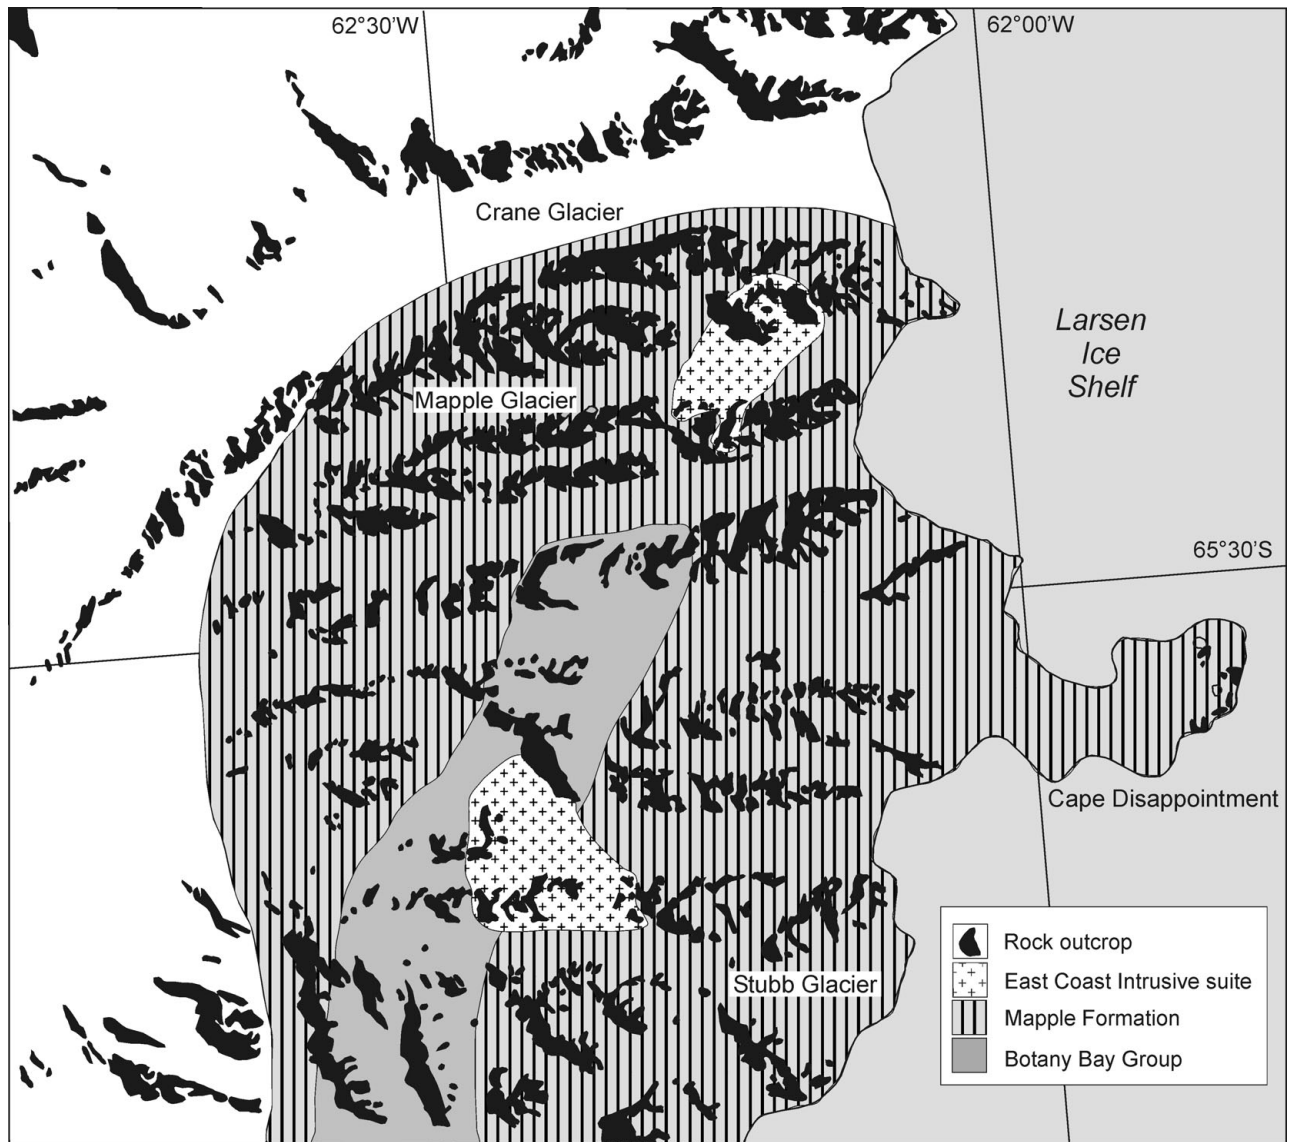 62°30'W
62°00'W
Crane Glacier
Larsen
Ice
Shelf
Mapple Glacier
65°30'S
Cape Disappointment
Stubb Glacier
Rock outcrop
East Coast Intrusive suite
Mapple Formation
Botany Bay Group